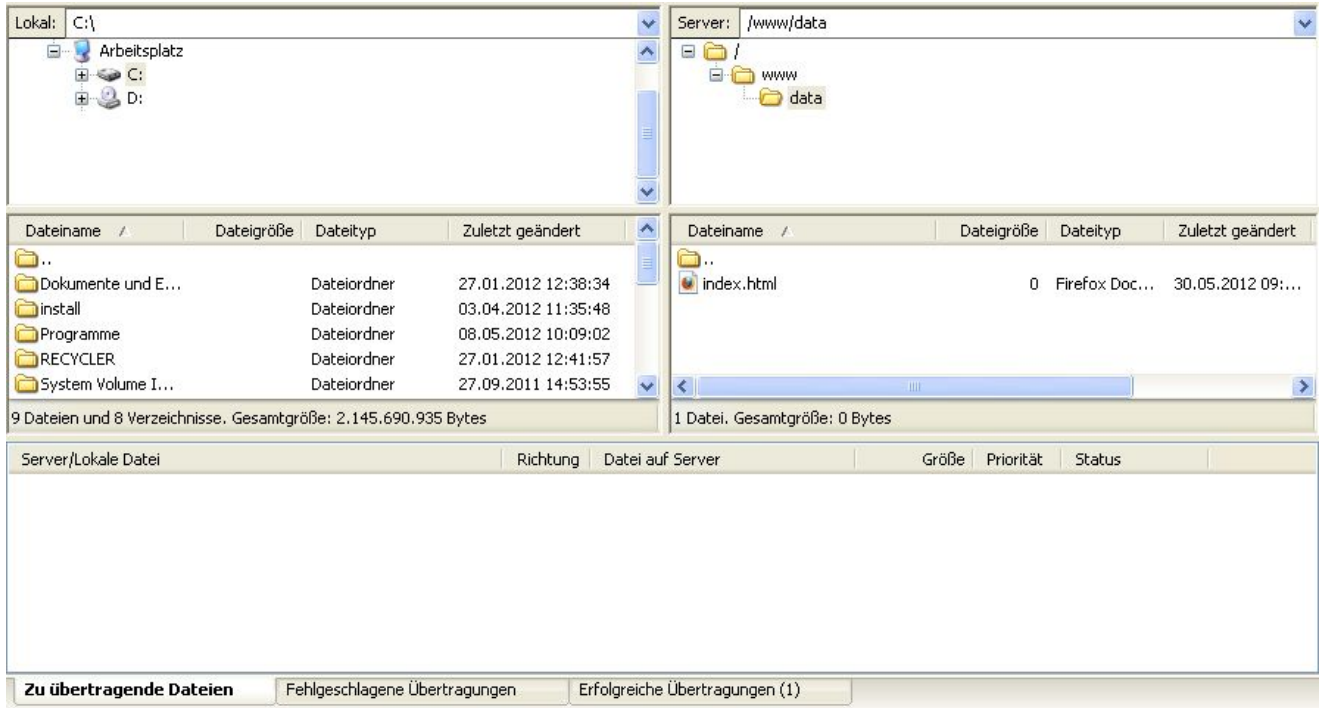 Lokal: C:\
Arbeitsplatz
C:
D:
Server: /www/data
/
www
data
Dateiname Dateigröße Dateityp Zuletzt geändert
..
Dokumente und E... Dateiordner 27.01.2012 12:38:34
install Dateiordner 03.04.2012 11:35:48
Programme Dateiordner 08.05.2012 10:09:02
RECYCLER Dateiordner 27.01.2012 12:41:57
System Volume I... Dateiordner 27.09.2011 14:53:55
9 Dateien und 8 Verzeichnisse. Gesamtgröße: 2.145.690.935 Bytes
Dateiname Dateigröße Dateityp Zuletzt geändert
..
index.html 0 Firefox Doc... 30.05.2012 09:...
1 Datei. Gesamtgröße: 0 Bytes
Server/Lokale Datei Richtung Datei auf Server Größe Priorität Status
Zu übertragende Dateien Fehlgeschlagene Übertragungen Erfolgreiche Übertragungen (1)